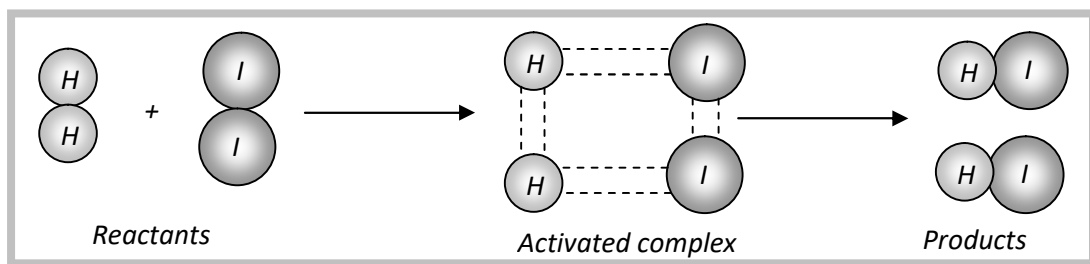 H I H I H I
+
H I H I H I
Reactants Activated complex Products